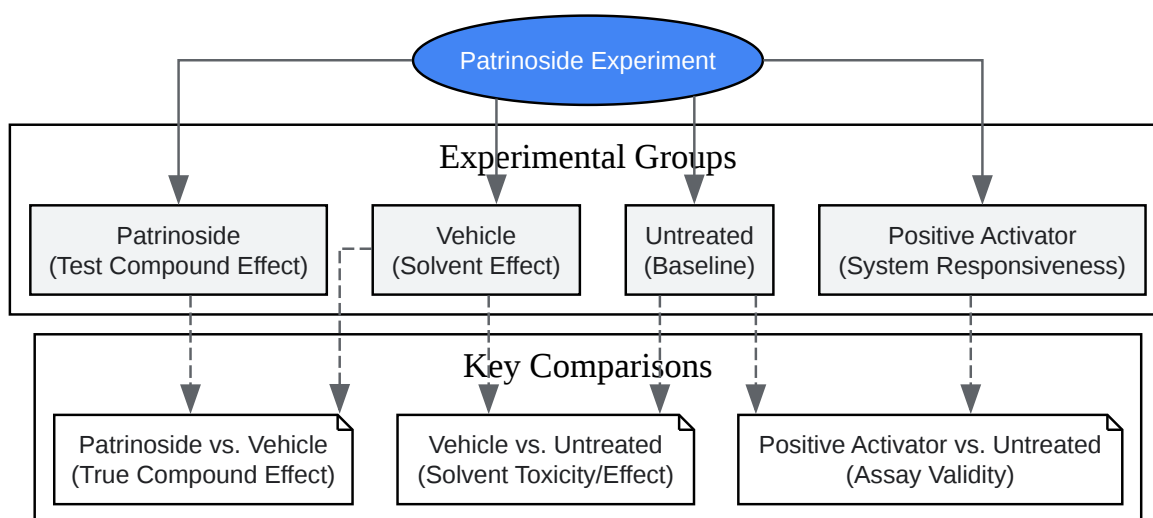 Patrinoside Experiment
Experimental Groups
Patrinoside
(Test Compound Effect)
Vehicle
(Solvent Effect)
Untreated
(Baseline)
Positive Activator
(System Responsiveness)
Key Comparisons
Patrinoside vs. Vehicle
(True Compound Effect)
Vehicle vs. Untreated
(Solvent Toxicity/Effect)
Positive Activator vs. Untreated
(Assay Validity)